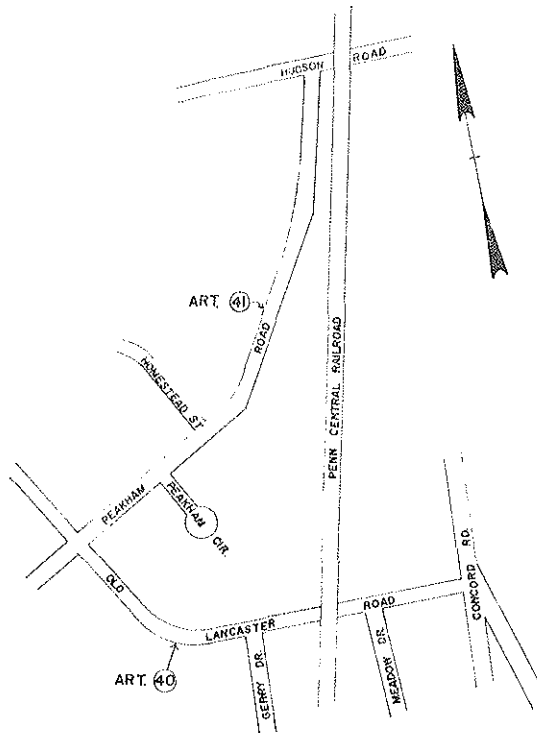 HUDSON ROAD
ART. 41
ROAD
HOMESTEAD ST.
PENN CENTRAL RAILROAD
PEAKHAM
PEAKHAM CIR.
CONCORD RD.
OLD
LANCASTER
ROAD
GERRY DR.
MEADOW DR.
ART. 40